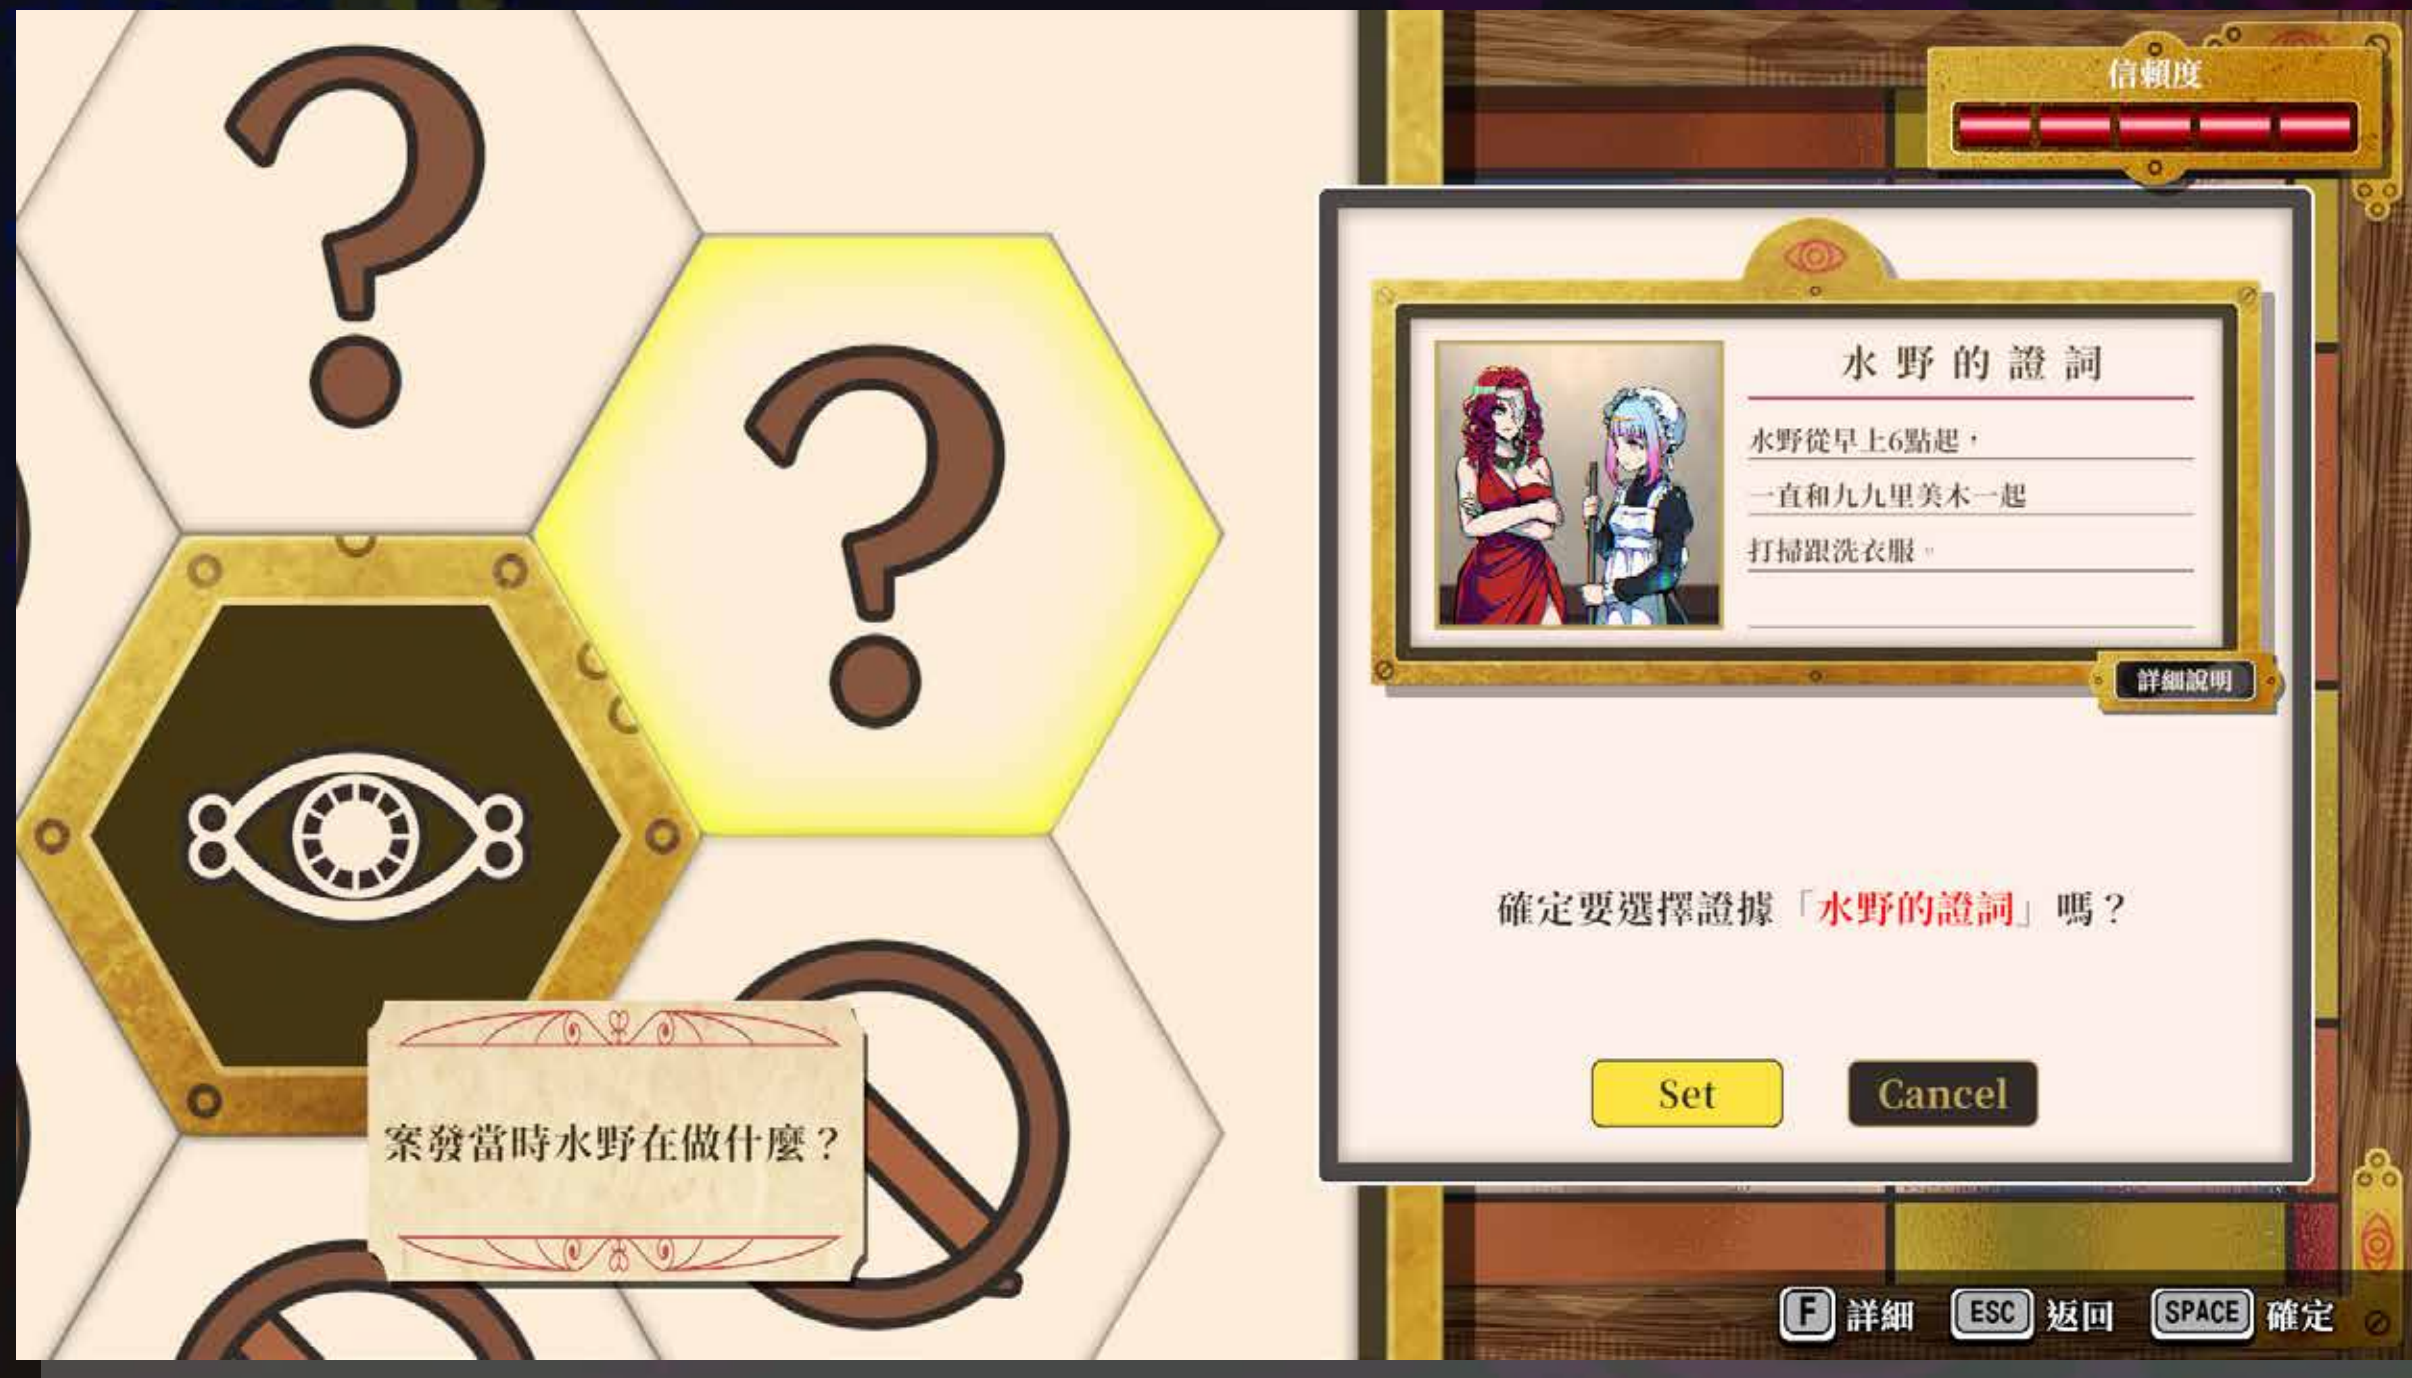 信賴度
水野的證詞
水野從早上6點起，
一直和九九里美木一起
打掃跟洗衣服。
詳細說明
確定要選擇證據「水野的證詞」嗎？
Set
Cancel
案發當時水野在做什麼？
F 詳細 ESC 返回 SPACE 確定